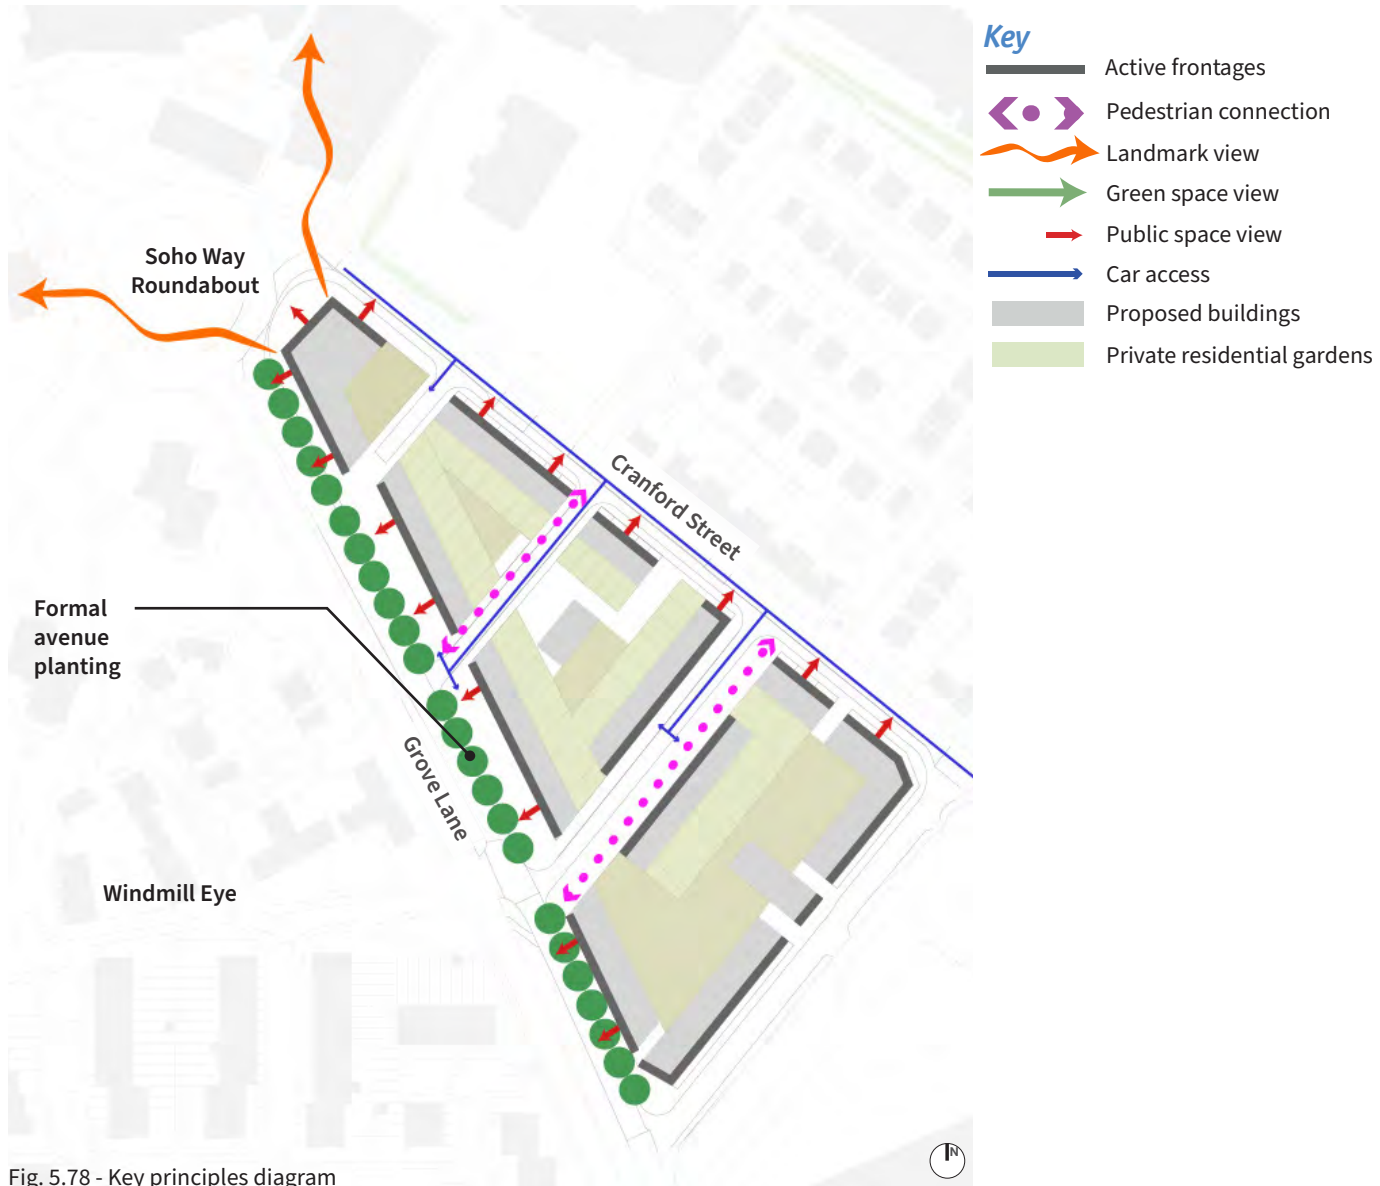 Key
Active frontages
Pedestrian connection
Landmark view
Green space view
Public space view
Car access
Proposed buildings
Private residential gardens
Soho Way
Roundabout
Cranford Street
Formal
avenue
planting
Grove Lane
Windmill Eye
N
Fig. 5.78 - Key principles diagram